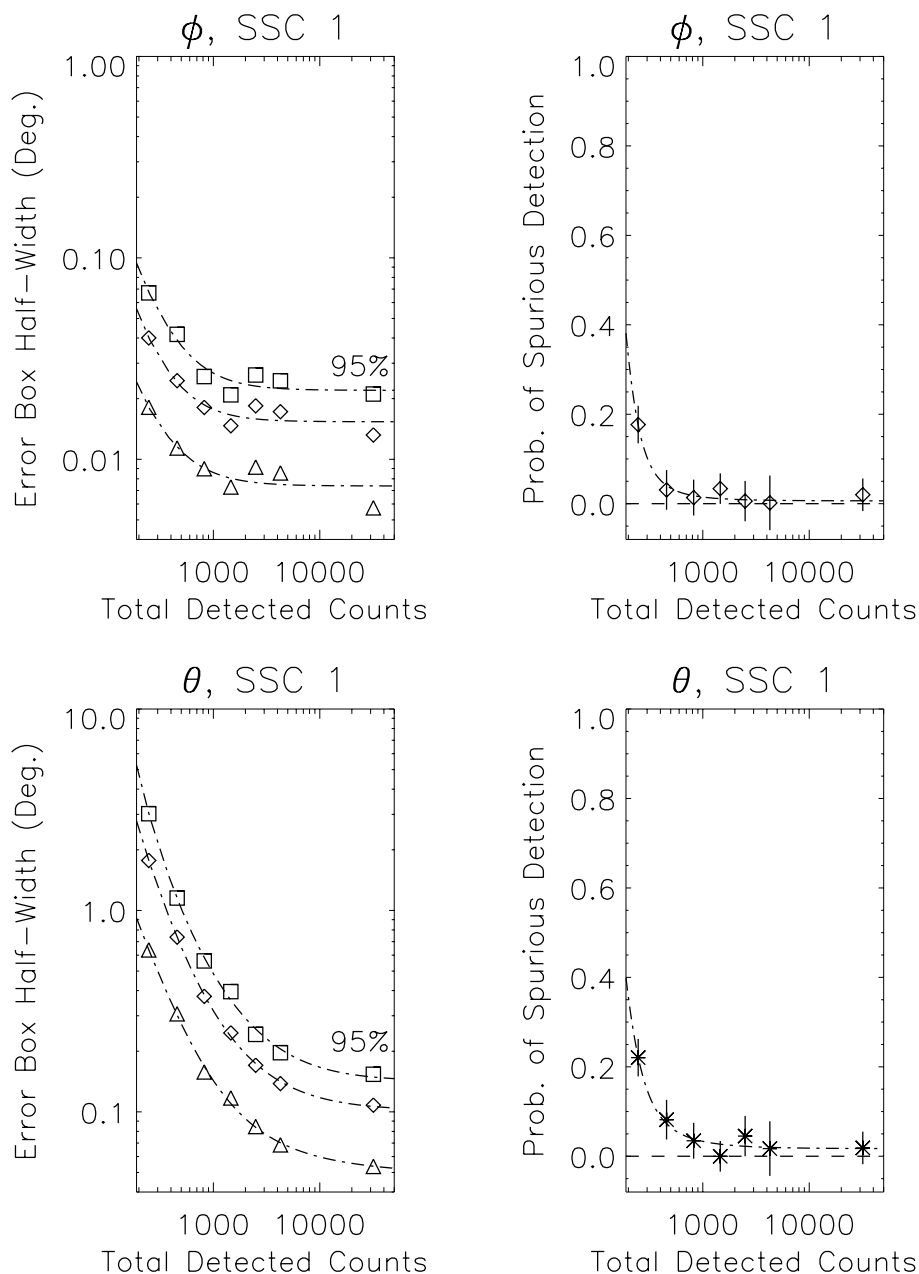 ϕ, SSC 1
Error Box Half-Width (Deg.)
1.00
0.10
0.01
95%
1000 10000
Total Detected Counts
ϕ, SSC 1
Prob. of Spurious Detection
1.0
0.8
0.6
0.4
0.2
0.0
1000 10000
Total Detected Counts
θ, SSC 1
Error Box Half-Width (Deg.)
10.0
1.0
0.1
95%
1000 10000
Total Detected Counts
θ, SSC 1
Prob. of Spurious Detection
1.0
0.8
0.6
0.4
0.2
0.0
1000 10000
Total Detected Counts